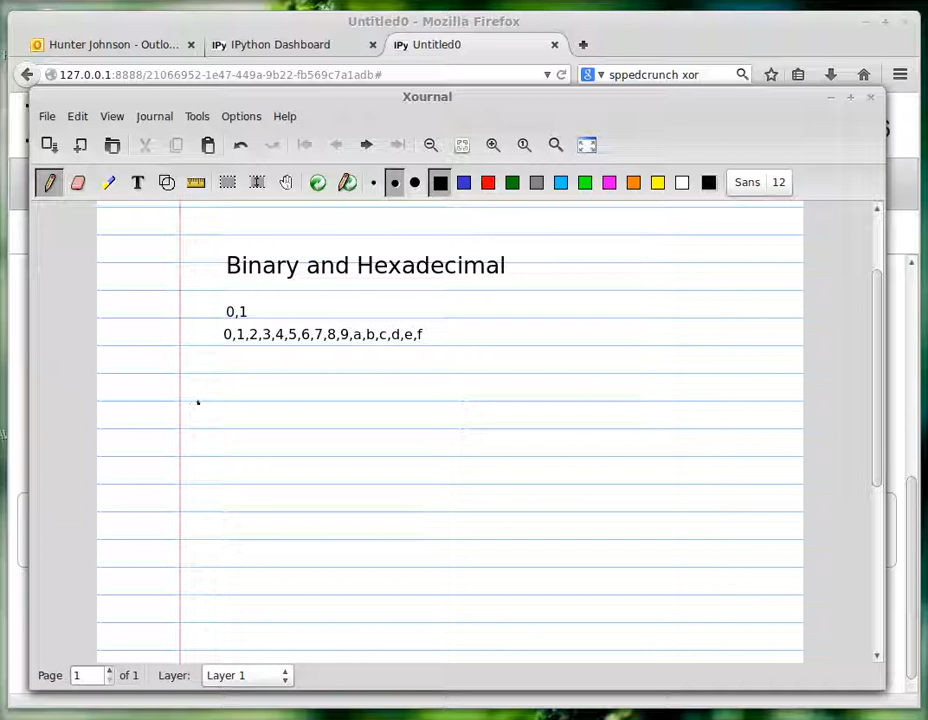 Untitled0 - Mozilla Firefox
Hunter Johnson - Outlo...
IP[y] IPython Dashboard
IP[y] Untitled0
127.0.0.1:8888/21066952-1e47-449a-9b22-fb569c7a1adb#
sppedcrunch xor
Xournal
File Edit View Journal Tools Options Help
T
Sans 12
Binary and Hexadecimal
0,1
0,1,2,3,4,5,6,7,8,9,a,b,c,d,e,f
Page 1 of 1 Layer: Layer 1